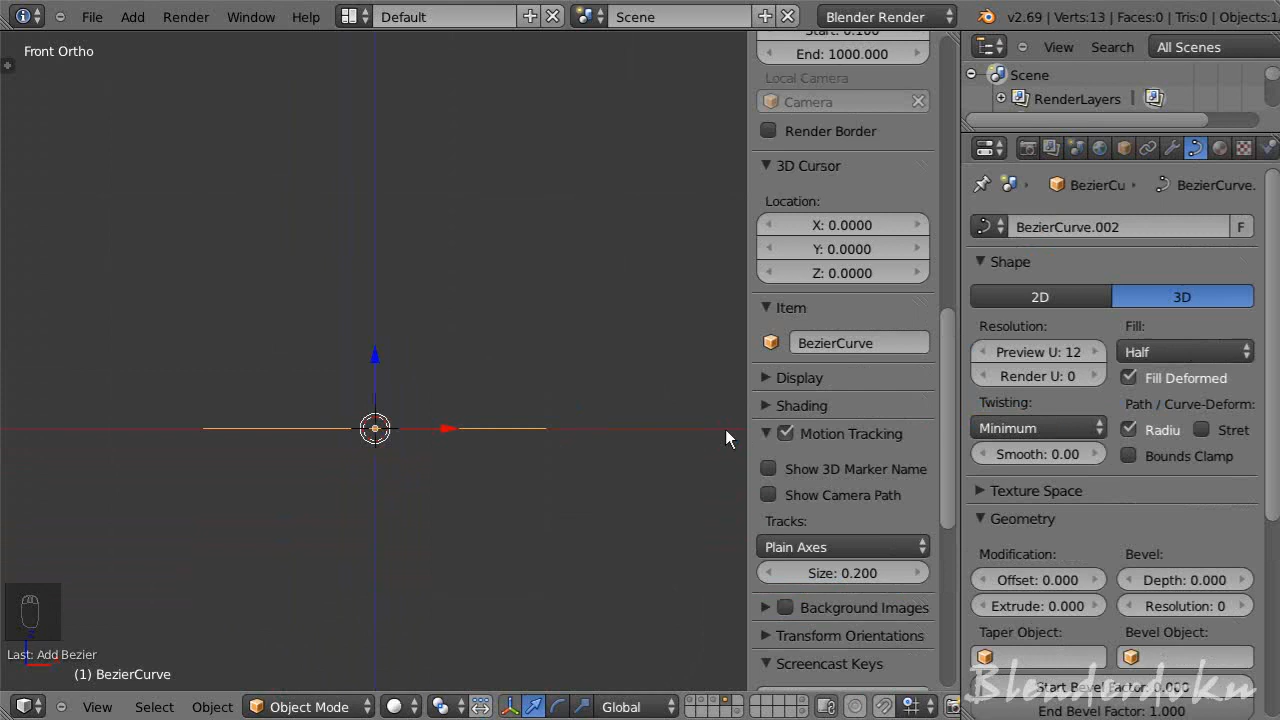 File Add Render Window Help Default Scene Blender Render v2.69 | Verts:13 | Faces:0 | Tris:0 | Objects:1
Front Ortho
Start: 0.100
End: 1000.000
Local Camera
Camera
Render Border
3D Cursor
Location:
X: 0.0000
Y: 0.0000
Z: 0.0000
Item
BezierCurve
Display
Shading
Motion Tracking
Show 3D Marker Name
Show Camera Path
Tracks:
Plain Axes
Size: 0.200
Background Images
Transform Orientations
Screencast Keys
View Search All Scenes
Scene
RenderLayers
BezierCu BezierCurve.
BezierCurve.002 F
Shape
2D 3D
Resolution: Fill:
Preview U: 12 Half
Render U: 0 Fill Deformed
Twisting: Path / Curve-Deform:
Minimum Radiu Stret
Smooth: 0.00 Bounds Clamp
Texture Space
Geometry
Modification: Bevel:
Offset: 0.000 Depth: 0.000
Extrude: 0.000 Resolution: 0
Taper Object: Bevel Object:
Start Bevel Factor: 0.000
End Bevel Factor: 1.000
Last: Add Bezier
(1) BezierCurve
View Select Object Object Mode Global